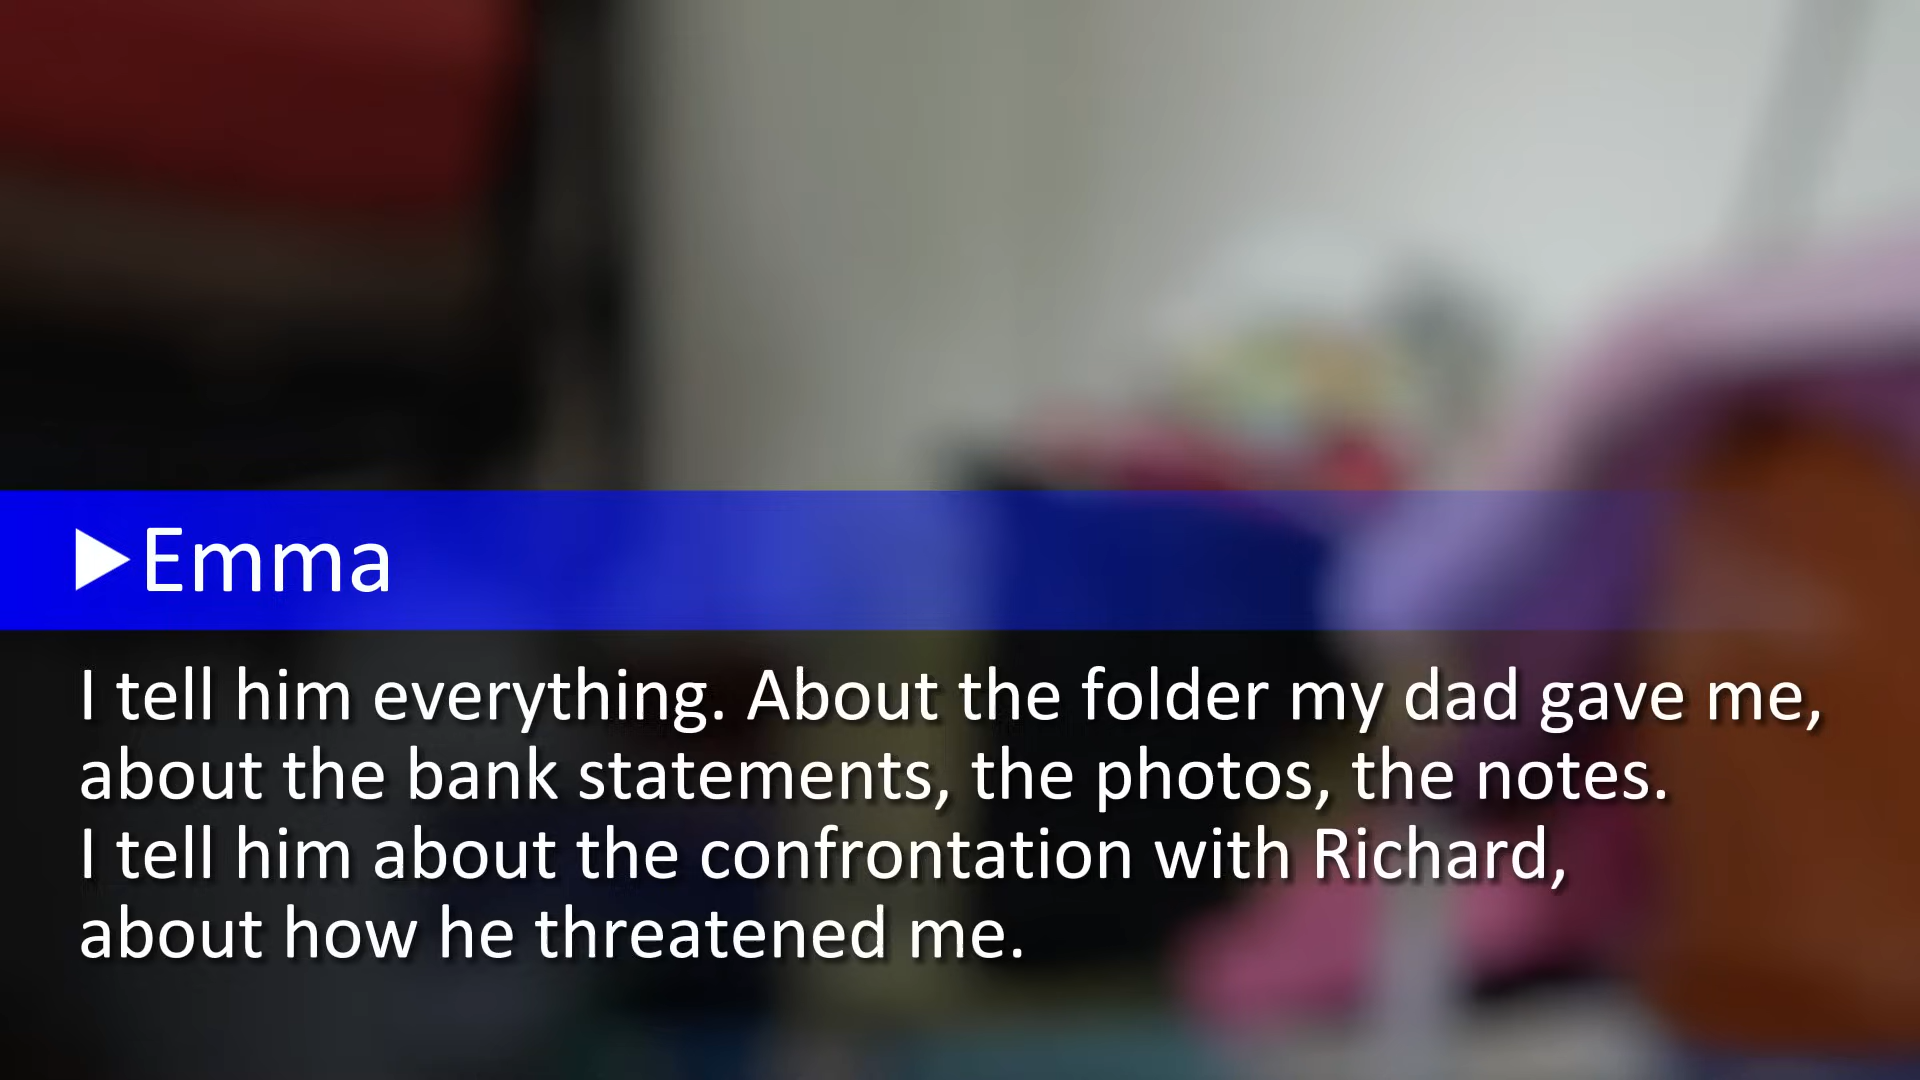 ▶Emma
I tell him everything. About the folder my dad gave me,
about the bank statements, the photos, the notes.
I tell him about the confrontation with Richard,
about how he threatened me.